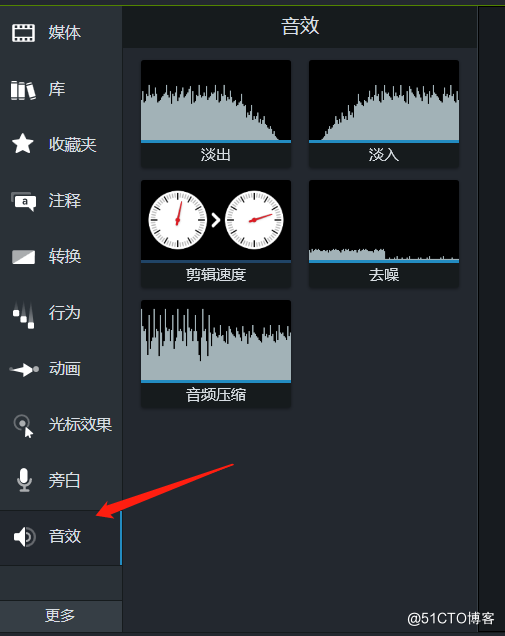 音效
媒体
库
收藏夹
a
注释
转换
行为
动画
光标效果
旁白
音效
更多
淡出
淡入
剪辑速度
去噪
音频压缩
@51CTO博客